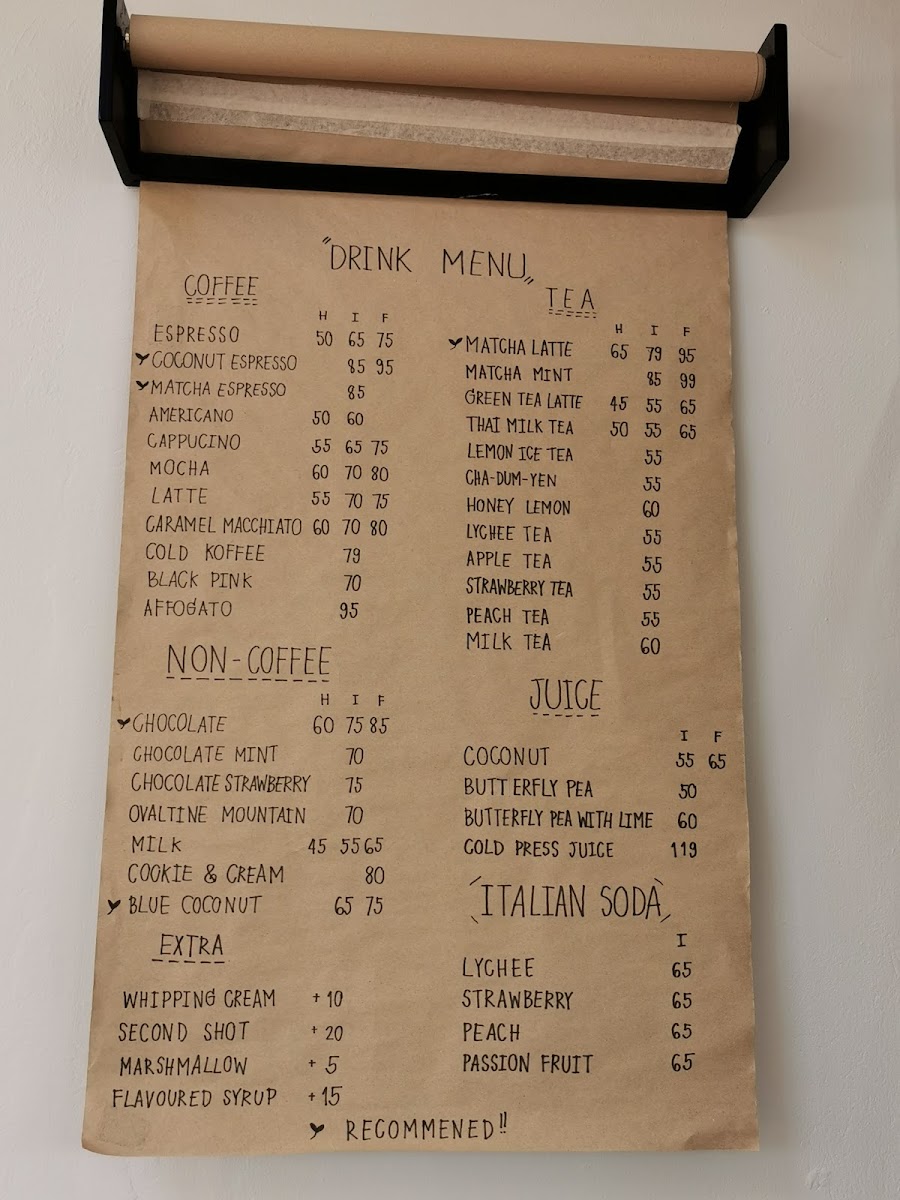 "DRINK MENU"
COFFEE
H I F
ESPRESSO 50 65 75
COCONUT ESPRESSO 85 95
MATCHA ESPRESSO 85
AMERICANO 50 60
CAPPUCINO 55 65 75
MOCHA 60 70 80
LATTE 55 70 75
CARAMEL MACCHIATO 60 70 80
COLD KOFFEE 79
BLACK PINK 70
AFFOGATO 95
NON-COFFEE
H I F
CHOCOLATE 60 75 85
CHOCOLATE MINT 70
CHOCOLATE STRAWBERRY 75
OVALTINE MOUNTAIN 70
MILK 45 55 65
COOKIE & CREAM 80
BLUE COCONUT 65 75
EXTRA
WHIPPING CREAM +10
SECOND SHOT +20
MARSHMALLOW +5
FLAVOURED SYRUP +15
TEA
H I F
MATCHA LATTE 65 79 95
MATCHA MINT 85 99
GREEN TEA LATTE 45 55 65
THAI MILK TEA 50 55 65
LEMON ICE TEA 55
CHA-DUM-YEN 55
HONEY LEMON 60
LYCHEE TEA 55
APPLE TEA 55
STRAWBERRY TEA 55
PEACH TEA 55
MILK TEA 60
JUICE
I F
COCONUT 55 65
BUTTERFLY PEA 50
BUTTERFLY PEA WITH LIME 60
COLD PRESS JUICE 119
ITALIAN SODA
I
LYCHEE 65
STRAWBERRY 65
PEACH 65
PASSION FRUIT 65
RECOMMENED!!